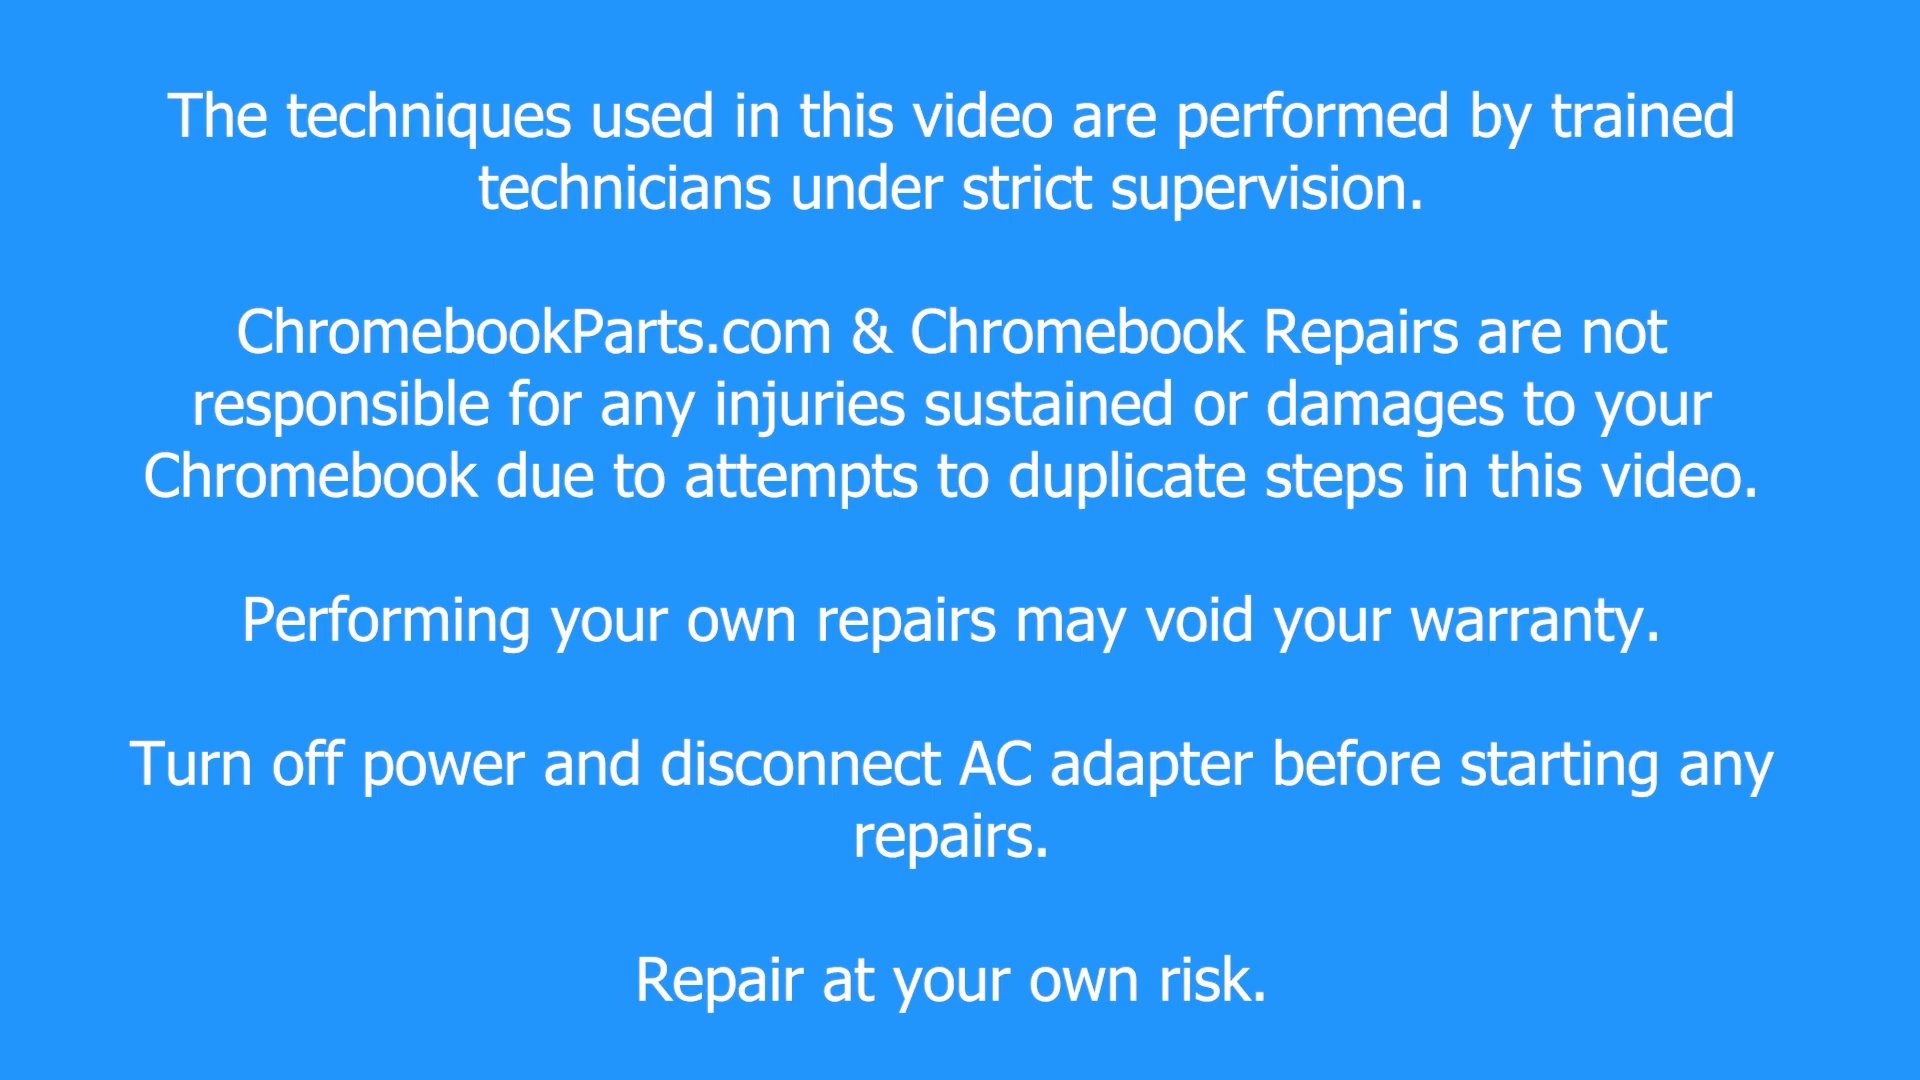 The techniques used in this video are performed by trained
technicians under strict supervision.
ChromebookParts.com & Chromebook Repairs are not
responsible for any injuries sustained or damages to your
Chromebook due to attempts to duplicate steps in this video.
Performing your own repairs may void your warranty.
Turn off power and disconnect AC adapter before starting any
repairs.
Repair at your own risk.